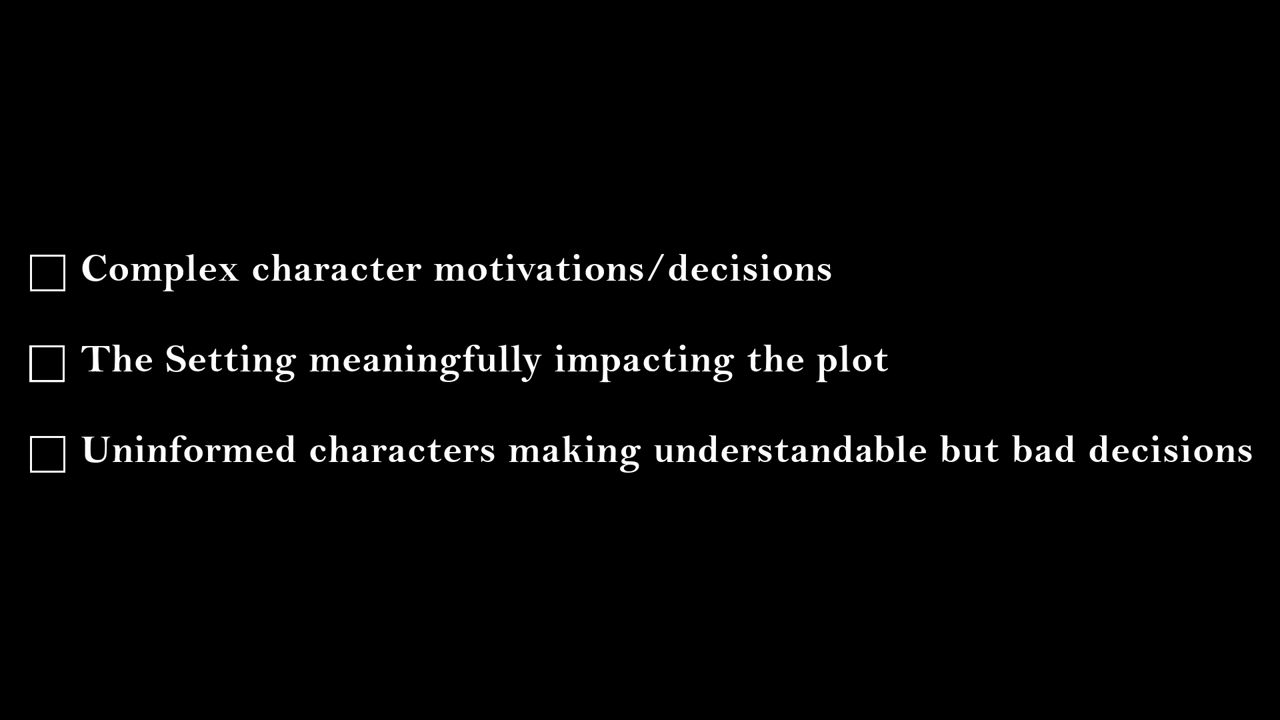 Complex character motivations/decisions
The Setting meaningfully impacting the plot
Uninformed characters making understandable but bad decisions